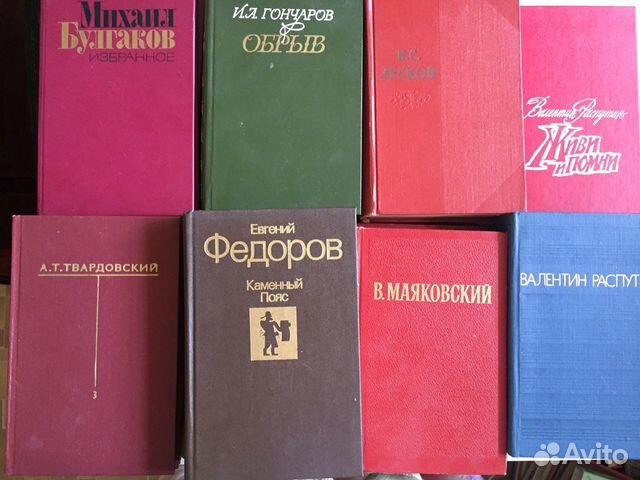 Михаил
Булгаков
ИЗБРАННОЕ
И.А. ГОНЧАРОВ
ОБРЫВ
Н.С.
ЛЕСКОВ
Валентин Распутин
ЖИВИ
И ПОМНИ
А.Т. ТВАРДОВСКИЙ
3
Евгений
Федоров
Каменный
Пояс
В. МАЯКОВСКИЙ
ВАЛЕНТИН РАСПУТ
Avito